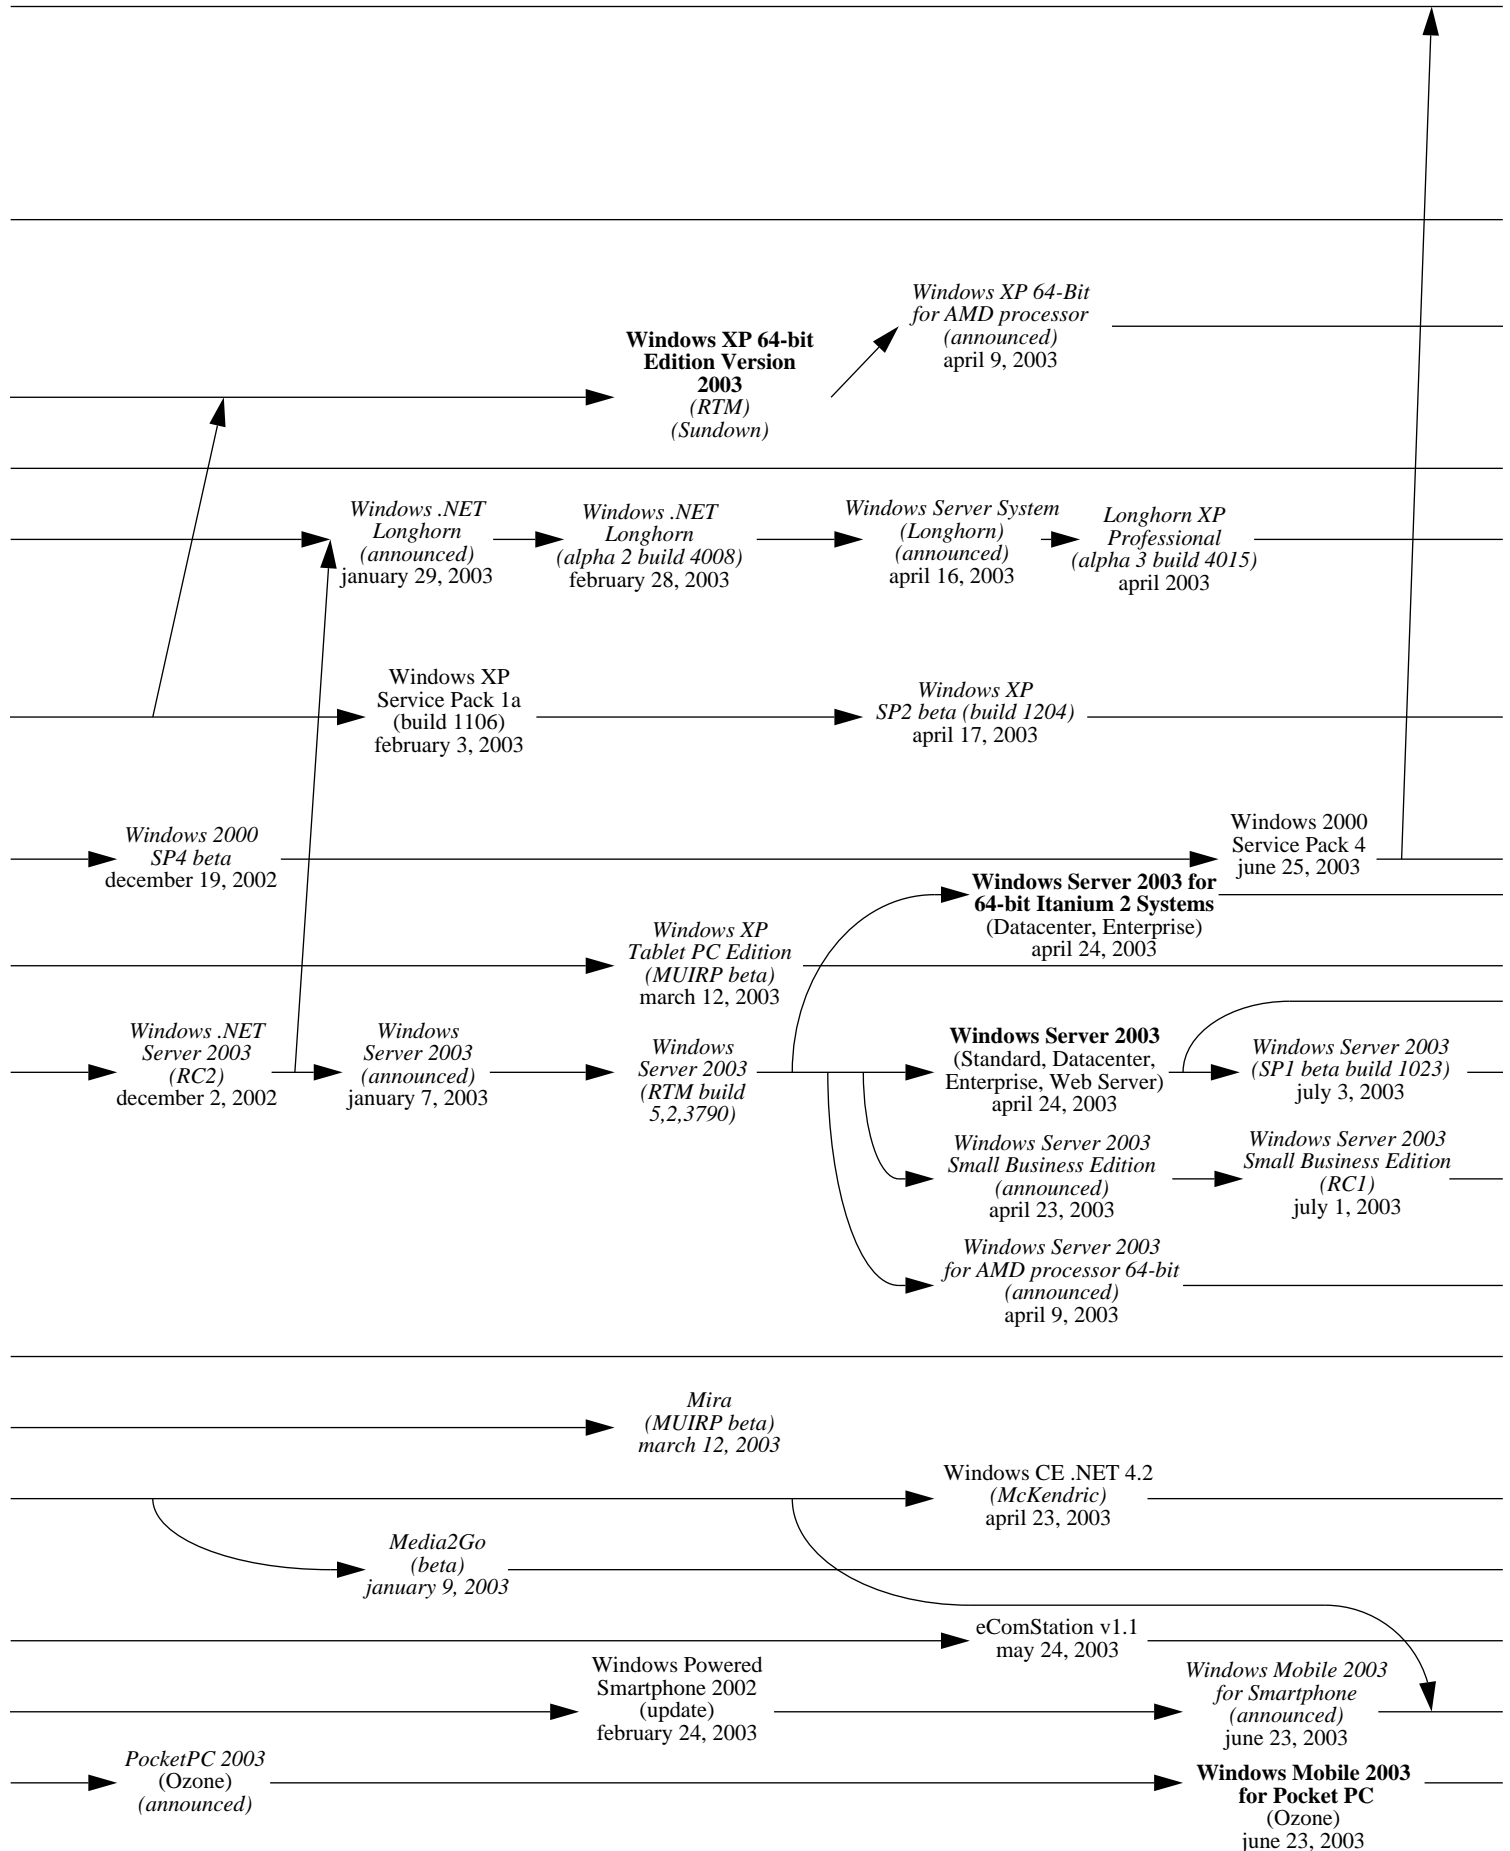 Windows XP 64-Bit
for AMD processor
(announced)
april 9, 2003
Windows XP 64-bit
Edition Version
2003
(RTM)
(Sundown)
Windows .NET
Longhorn
(announced)
january 29, 2003
Windows .NET
Longhorn
(alpha 2 build 4008)
february 28, 2003
Windows Server System
(Longhorn)
(announced)
april 16, 2003
Longhorn XP
Professional
(alpha 3 build 4015)
april 2003
Windows XP
Service Pack 1a
(build 1106)
february 3, 2003
Windows XP
SP2 beta (build 1204)
april 17, 2003
Windows 2000
SP4 beta
december 19, 2002
Windows 2000
Service Pack 4
june 25, 2003
Windows Server 2003 for
64-bit Itanium 2 Systems
(Datacenter, Enterprise)
april 24, 2003
Windows XP
Tablet PC Edition
(MUIRP beta)
march 12, 2003
Windows .NET
Server 2003
(RC2)
december 2, 2002
Windows
Server 2003
(announced)
january 7, 2003
Windows
Server 2003
(RTM build
5,2,3790)
Windows Server 2003
(Standard, Datacenter,
Enterprise, Web Server)
april 24, 2003
Windows Server 2003
(SP1 beta build 1023)
july 3, 2003
Windows Server 2003
Small Business Edition
(announced)
april 23, 2003
Windows Server 2003
Small Business Edition
(RC1)
july 1, 2003
Windows Server 2003
for AMD processor 64-bit
(announced)
april 9, 2003
Mira
(MUIRP beta)
march 12, 2003
Windows CE .NET 4.2
(McKendric)
april 23, 2003
Media2Go
(beta)
january 9, 2003
eComStation v1.1
may 24, 2003
Windows Powered
Smartphone 2002
(update)
february 24, 2003
Windows Mobile 2003
for Smartphone
(announced)
june 23, 2003
PocketPC 2003
(Ozone)
(announced)
Windows Mobile 2003
for Pocket PC
(Ozone)
june 23, 2003